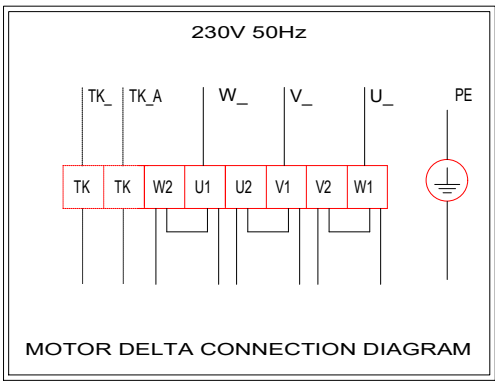 230V 50Hz
TK_ TK_A W_ V_ U_ PE
TK TK W2 U1 U2 V1 V2 W1
MOTOR DELTA CONNECTION DIAGRAM